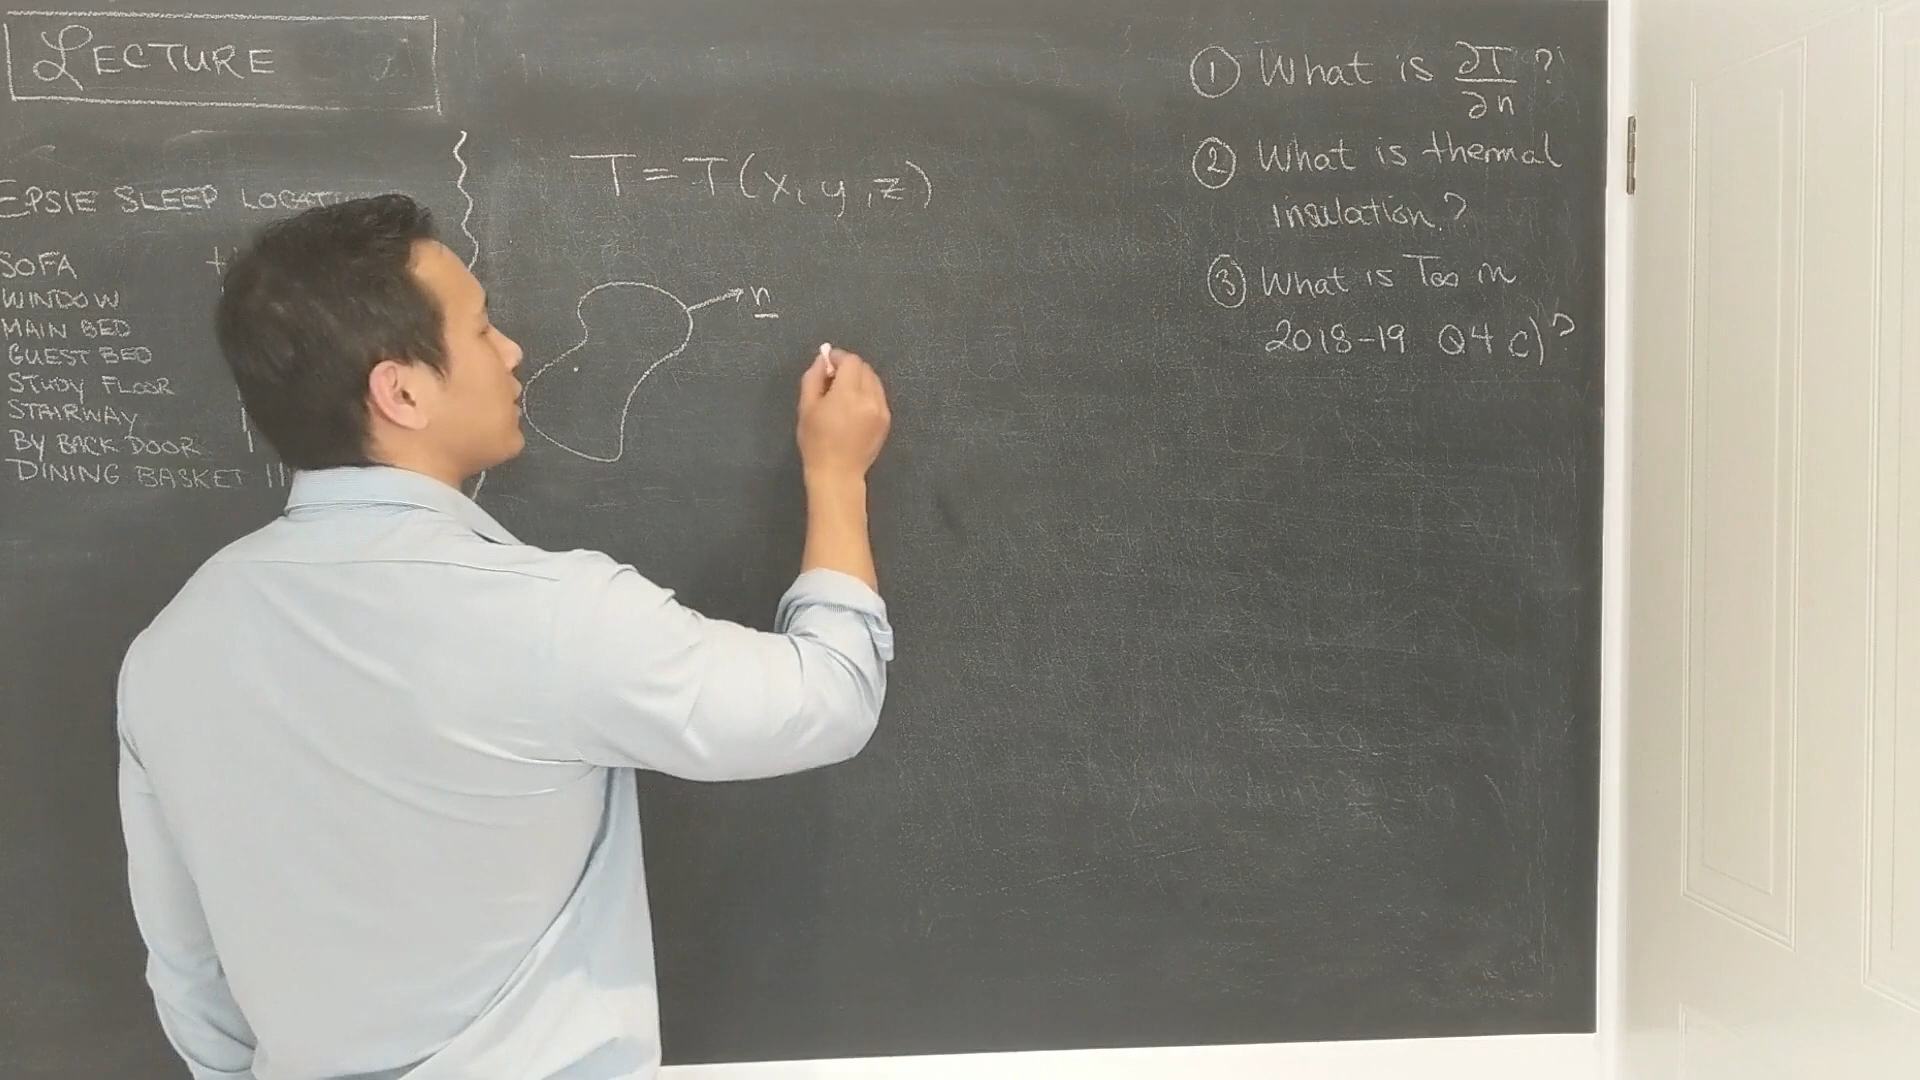 LECTURE
EPSIE SLEEP
SOFA
WINDOW
MAIN BED
GUEST BED
STUDY FLOOR
STAIRWAY
BY BACK DOOR |
DINING BASKET ||
T = T(x, y, z)
n
① What is ∂T/∂n ?
② What is thermal
insulation?
③ What is T∞ in
2018-19 Q4 c)?